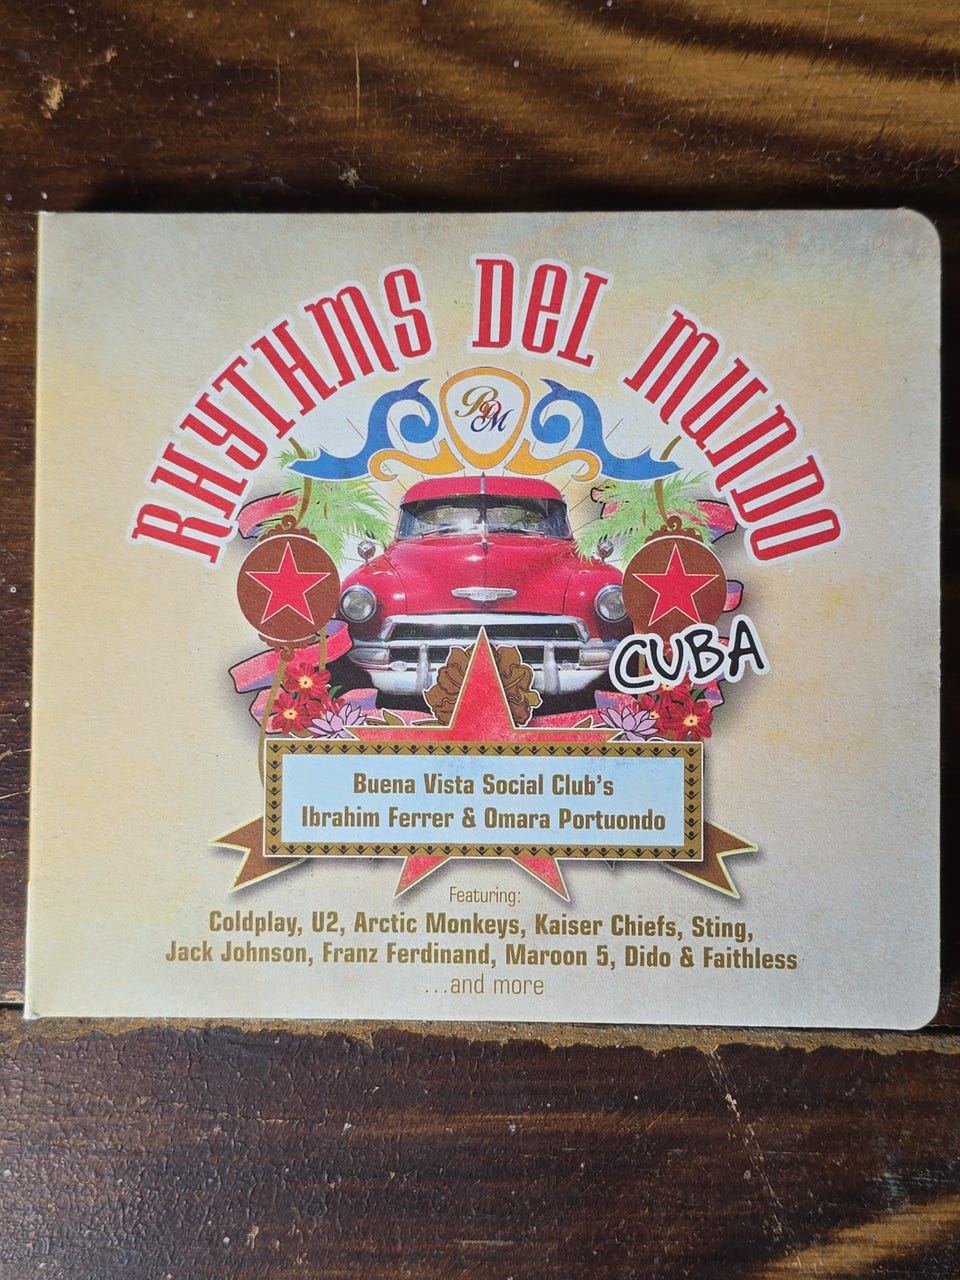 RHYTHMS DEL MUNDO
RDM
CUBA
Buena Vista Social Club's
Ibrahim Ferrer & Omara Portuondo
Featuring:
Coldplay, U2, Arctic Monkeys, Kaiser Chiefs, Sting,
Jack Johnson, Franz Ferdinand, Maroon 5, Dido & Faithless
...and more